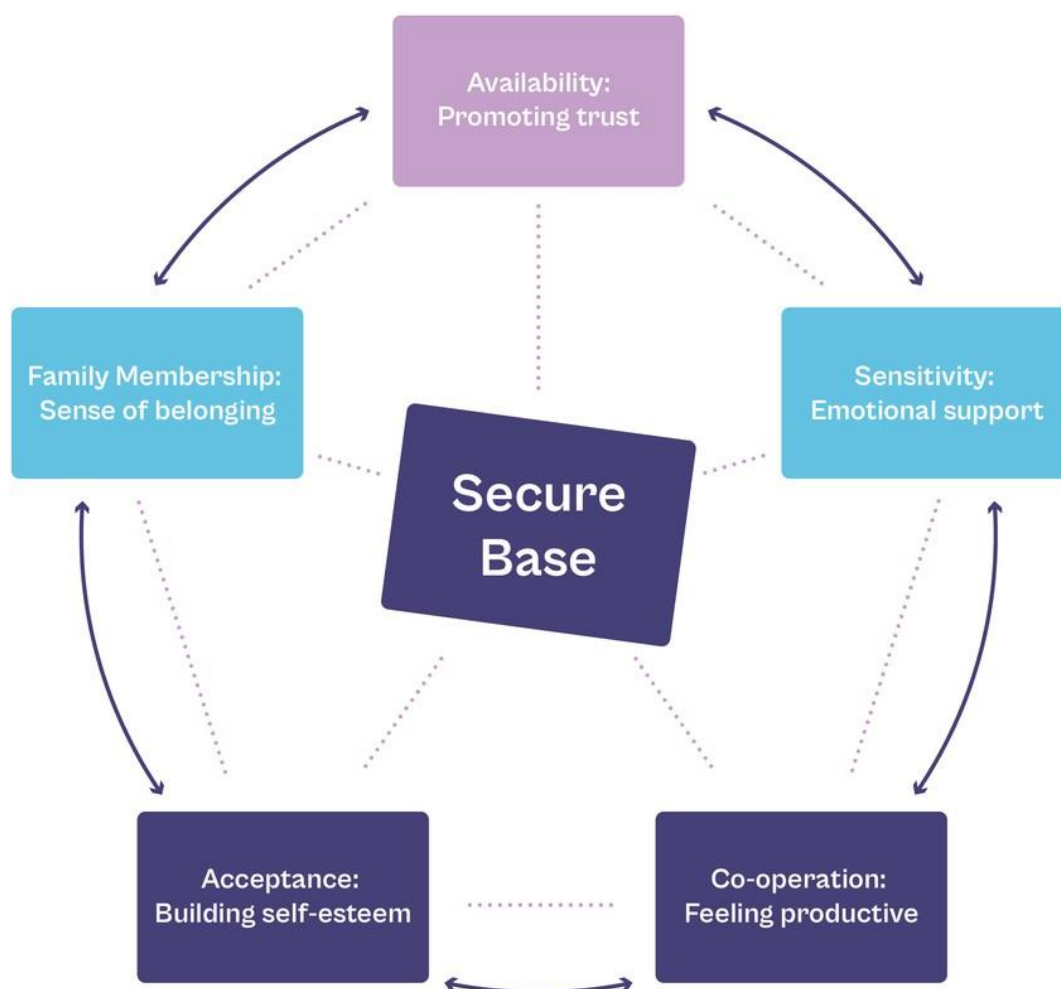 Availability:
Promoting trust
Family Membership:
Sense of belonging
Sensitivity:
Emotional support
Secure
Base
Acceptance:
Building self-esteem
Co-operation:
Feeling productive